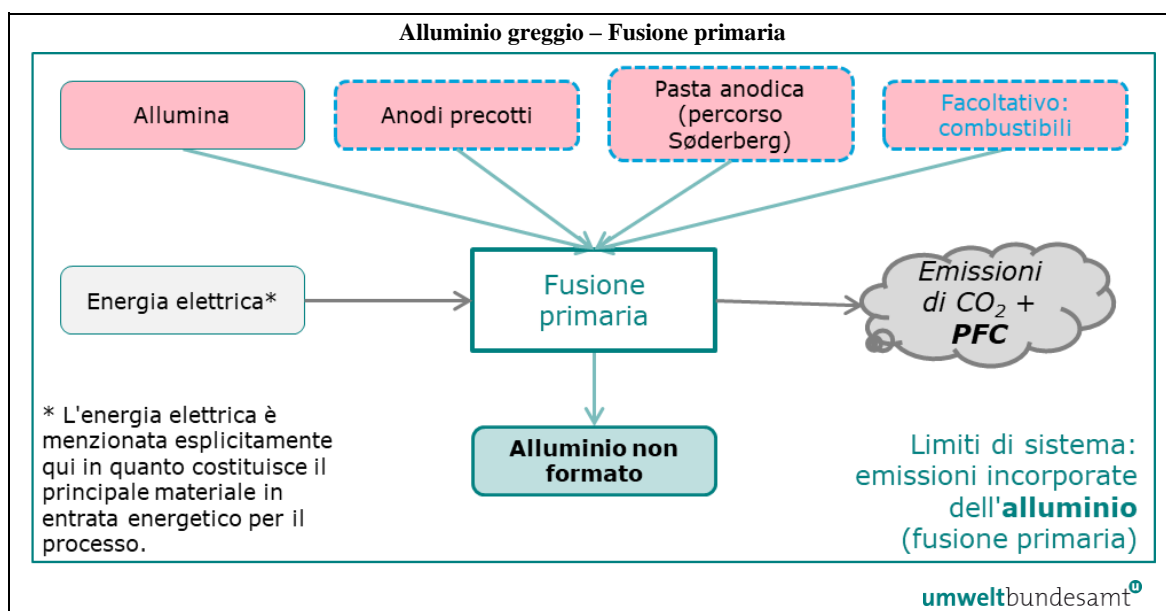 Alluminio greggio – Fusione primaria
Allumina
Anodi precotti
Pasta anodica
(percorso
Søderberg)
Facoltativo:
combustibili
Energia elettrica*
Fusione
primaria
Emissioni
di CO₂ +
PFC
* L'energia elettrica è
menzionata esplicitamente
qui in quanto costituisce il
principale materiale in
entrata energetico per il
processo.
Alluminio non
formato
Limiti di sistema:
emissioni incorporate
dell'alluminio
(fusione primaria)
umweltbundesamt ᵘ